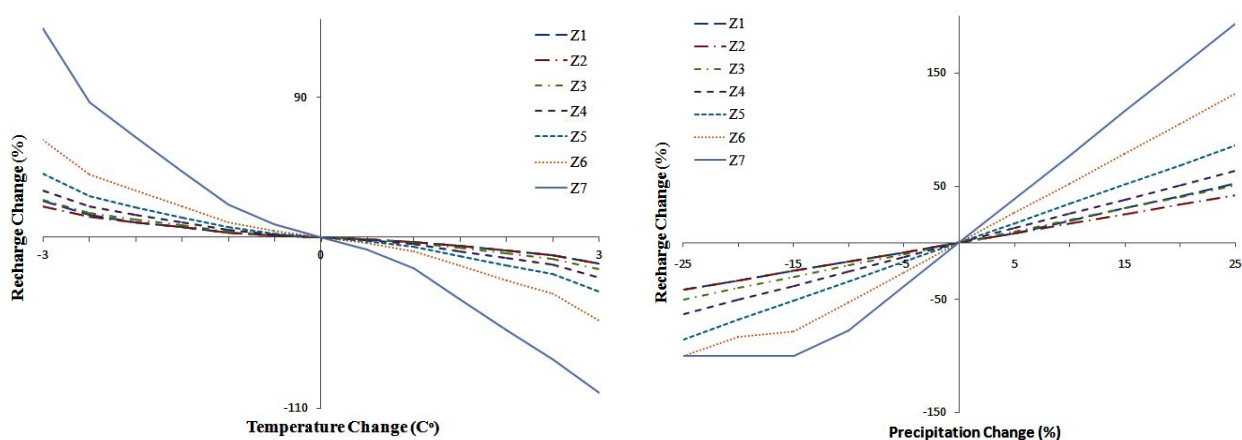 Recharge Change (%)
90
-3
0
3
-110
Temperature Change (Cº)
Z1
Z2
Z3
Z4
Z5
Z6
Z7
Recharge Change (%)
150
50
-50
-150
-25
-15
-5
5
15
25
Precipitation Change (%)
Z1
Z2
Z3
Z4
Z5
Z6
Z7